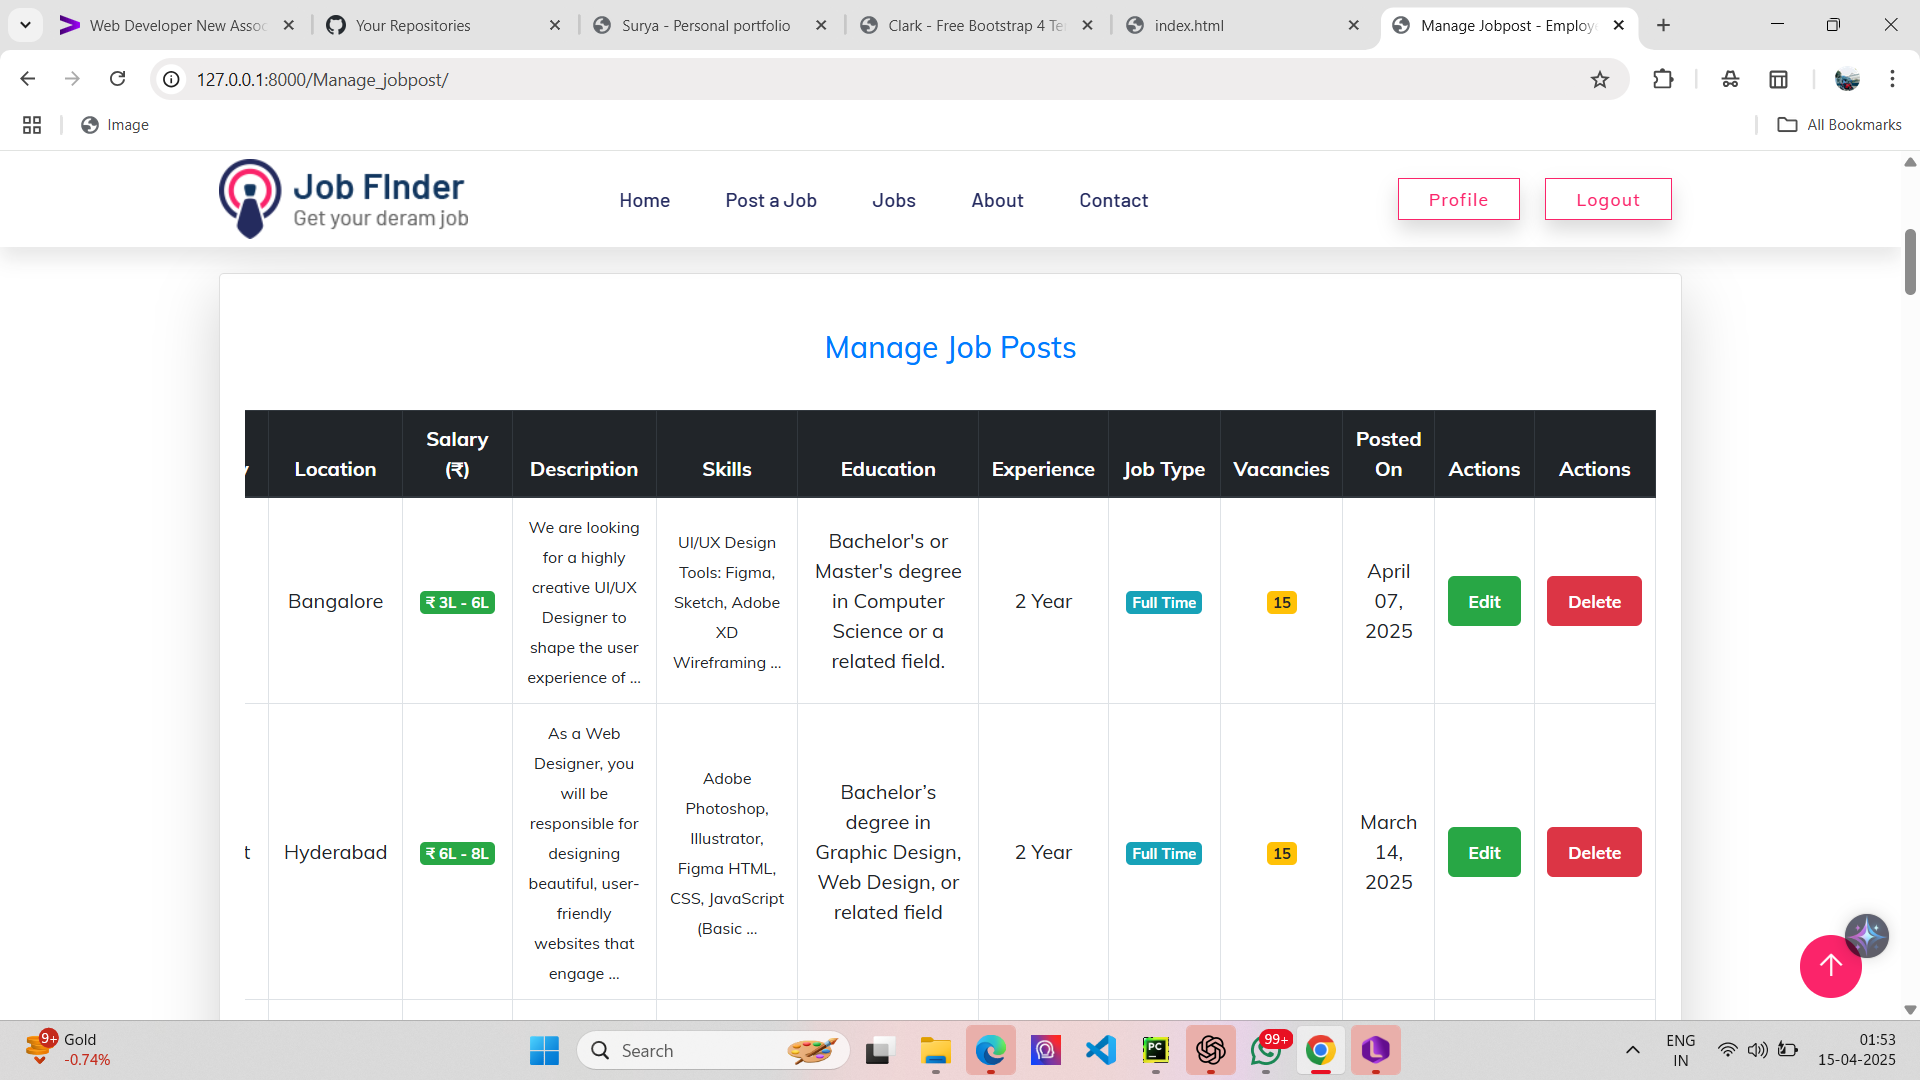 Web Developer New Assoc
Your Repositories
Surya - Personal portfolio
Clark - Free Bootstrap 4 Te
index.html
Manage Jobpost - Employe
127.0.0.1:8000/Manage_jobpost/
Image
All Bookmarks
Job FInder
Get your deram job
Home
Post a Job
Jobs
About
Contact
Profile
Logout
Manage Job Posts
y
Location
Salary
(₹)
Description
Skills
Education
Experience
Job Type
Vacancies
Posted
On
Actions
Actions
Bangalore
₹ 3L - 6L
We are looking
for a highly
creative UI/UX
Designer to
shape the user
experience of ...
UI/UX Design
Tools: Figma,
Sketch, Adobe
XD
Wireframing ...
Bachelor's or
Master's degree
in Computer
Science or a
related field.
2 Year
Full Time
15
April
07,
2025
Edit
Delete
t
Hyderabad
₹ 6L - 8L
As a Web
Designer, you
will be
responsible for
designing
beautiful, user-
friendly
websites that
engage ...
Adobe
Photoshop,
Illustrator,
Figma HTML,
CSS, JavaScript
(Basic ...
Bachelor’s
degree in
Graphic Design,
Web Design, or
related field
2 Year
Full Time
15
March
14,
2025
Edit
Delete
9+
Gold
-0.74%
Search
PC
99+
ENG
IN
01:53
15-04-2025